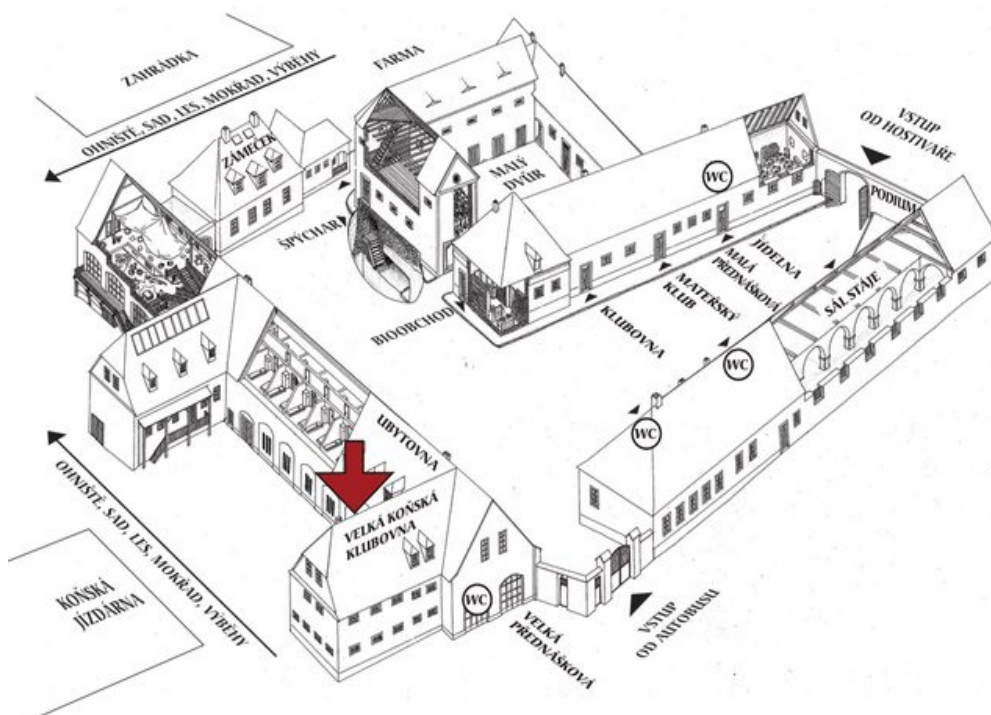 ZAHRÁDKA
OHNIŠTĚ, SAD, LES, MOKŘAD, VÝBĚHY
FARMA
ZÁMEČEK
MALÝ
DVŮR
WC
VSTUP
OD HOSTIVAŘE
PODIUM
ŠPÝCHAR
JÍDELNA
MALÁ
PŘEDNÁŠKOVÁ
MATEŘSKÝ
KLUB
KLUBOVNA
BIOOBCHOD
SÁL STÁJE
WC
WC
UBYTOVNA
VELKÁ KOŇSKÁ
KLUBOVNA
OHNIŠTĚ, SAD, LES, MOKŘAD, VÝBĚHY
KOŇSKÁ
JÍZDÁRNA
WC
VELKÁ
PŘEDNÁŠKOVÁ
VSTUP
OD AUTOBUSU